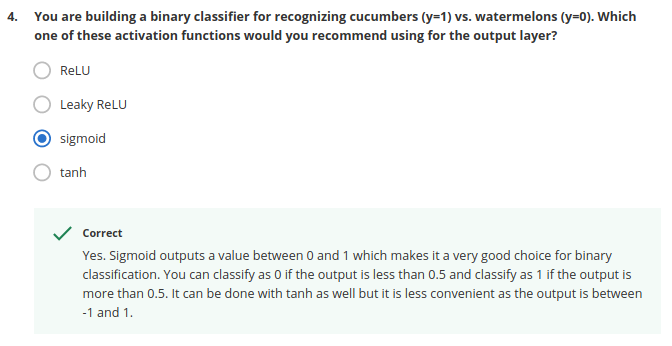 4. You are building a binary classifier for recognizing cucumbers (y=1) vs. watermelons (y=0). Which
one of these activation functions would you recommend using for the output layer?
ReLU
Leaky ReLU
sigmoid
tanh
Correct
Yes. Sigmoid outputs a value between 0 and 1 which makes it a very good choice for binary
classification. You can classify as 0 if the output is less than 0.5 and classify as 1 if the output is
more than 0.5. It can be done with tanh as well but it is less convenient as the output is between
-1 and 1.